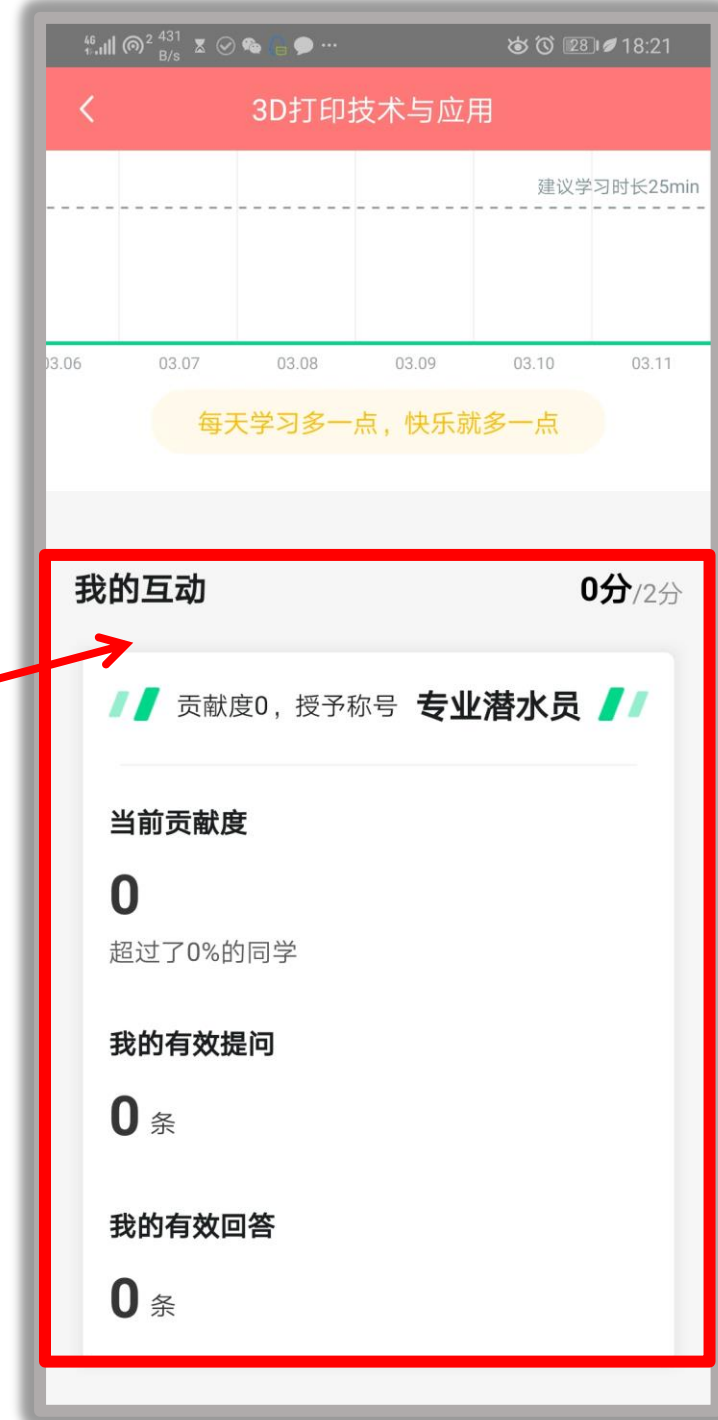 46 2 431 B/s ... 28 18:21
3D打印技术与应用
建议学习时长25min
03.06 03.07 03.08 03.09 03.10 03.11
每天学习多一点，快乐就多一点
我的互动 0分/2分
贡献度0，授予称号 专业潜水员
当前贡献度
0
超过了0%的同学
我的有效提问
0 条
我的有效回答
0 条